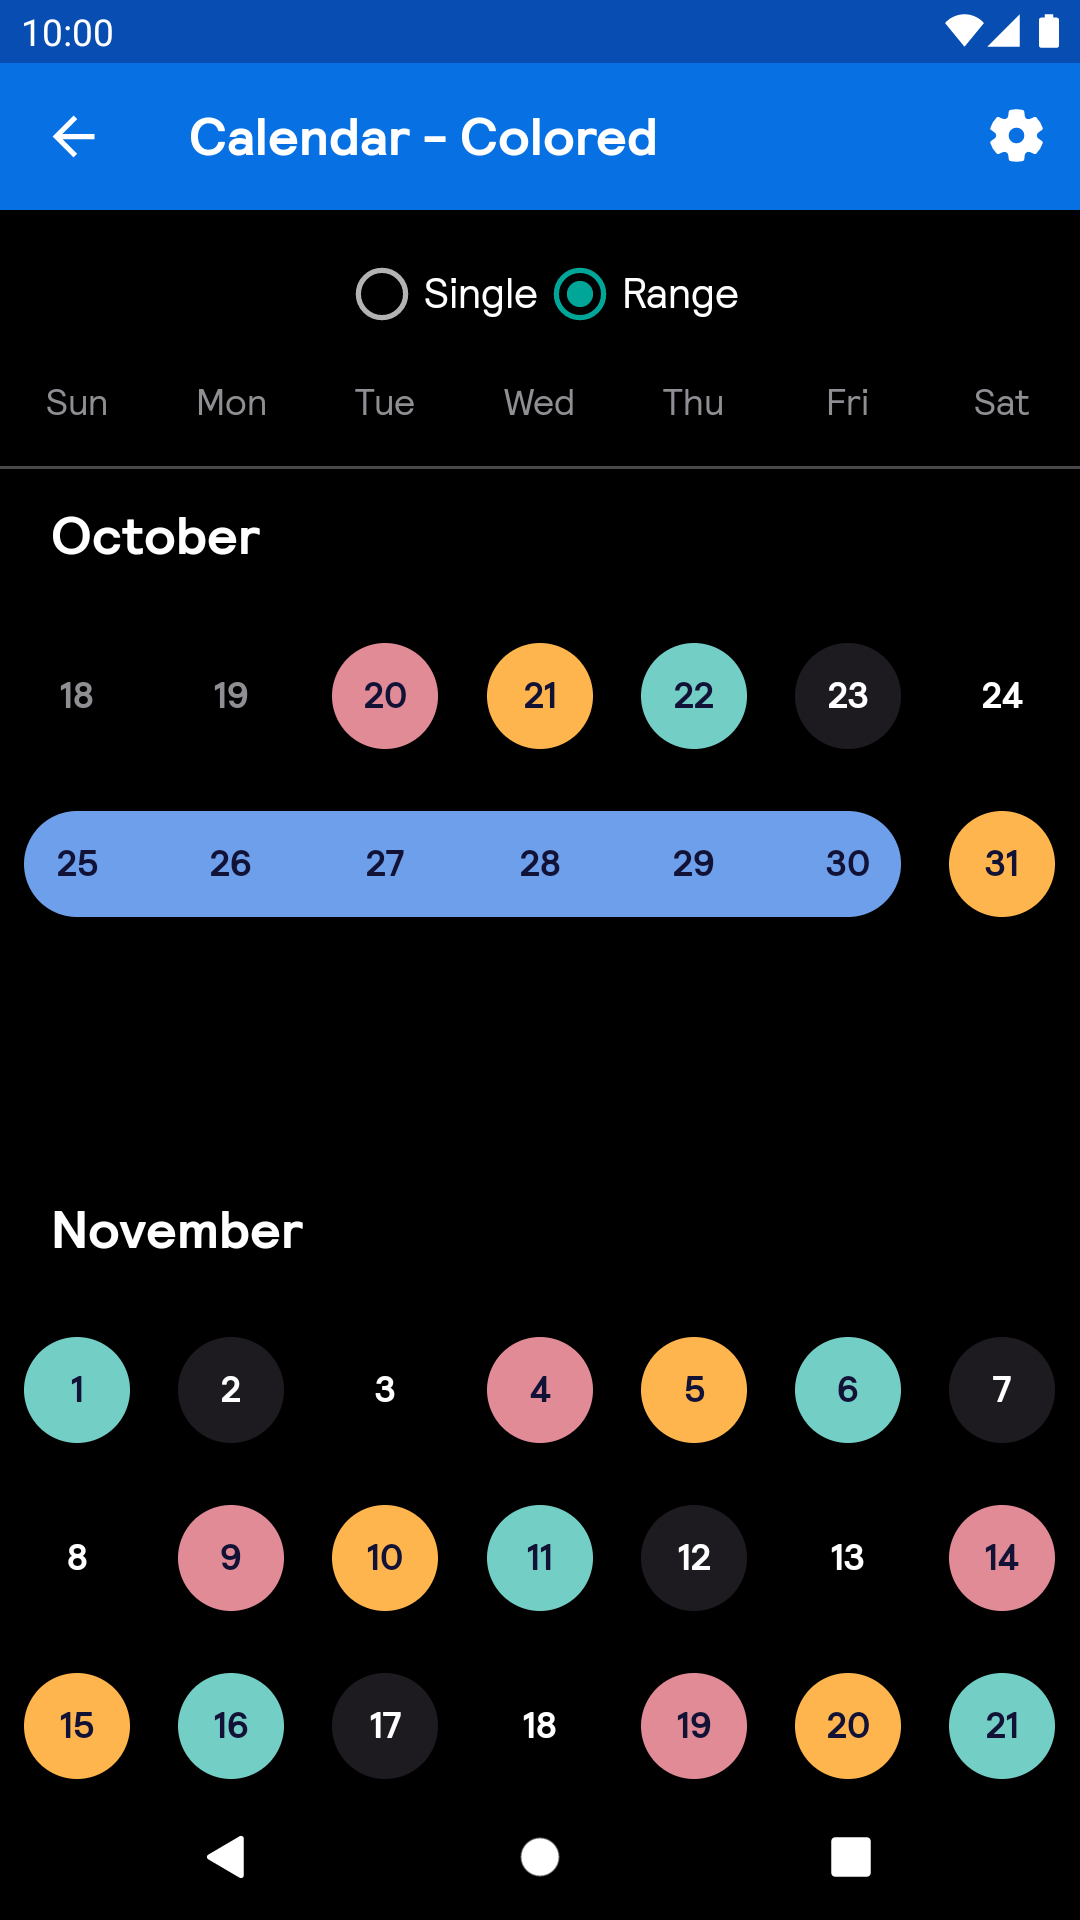 10:00
Calendar - Colored
Single Range
Sun Mon Tue Wed Thu Fri Sat
October
18 19 20 21 22 23 24
25 26 27 28 29 30 31
November
1 2 3 4 5 6 7
8 9 10 11 12 13 14
15 16 17 18 19 20 21